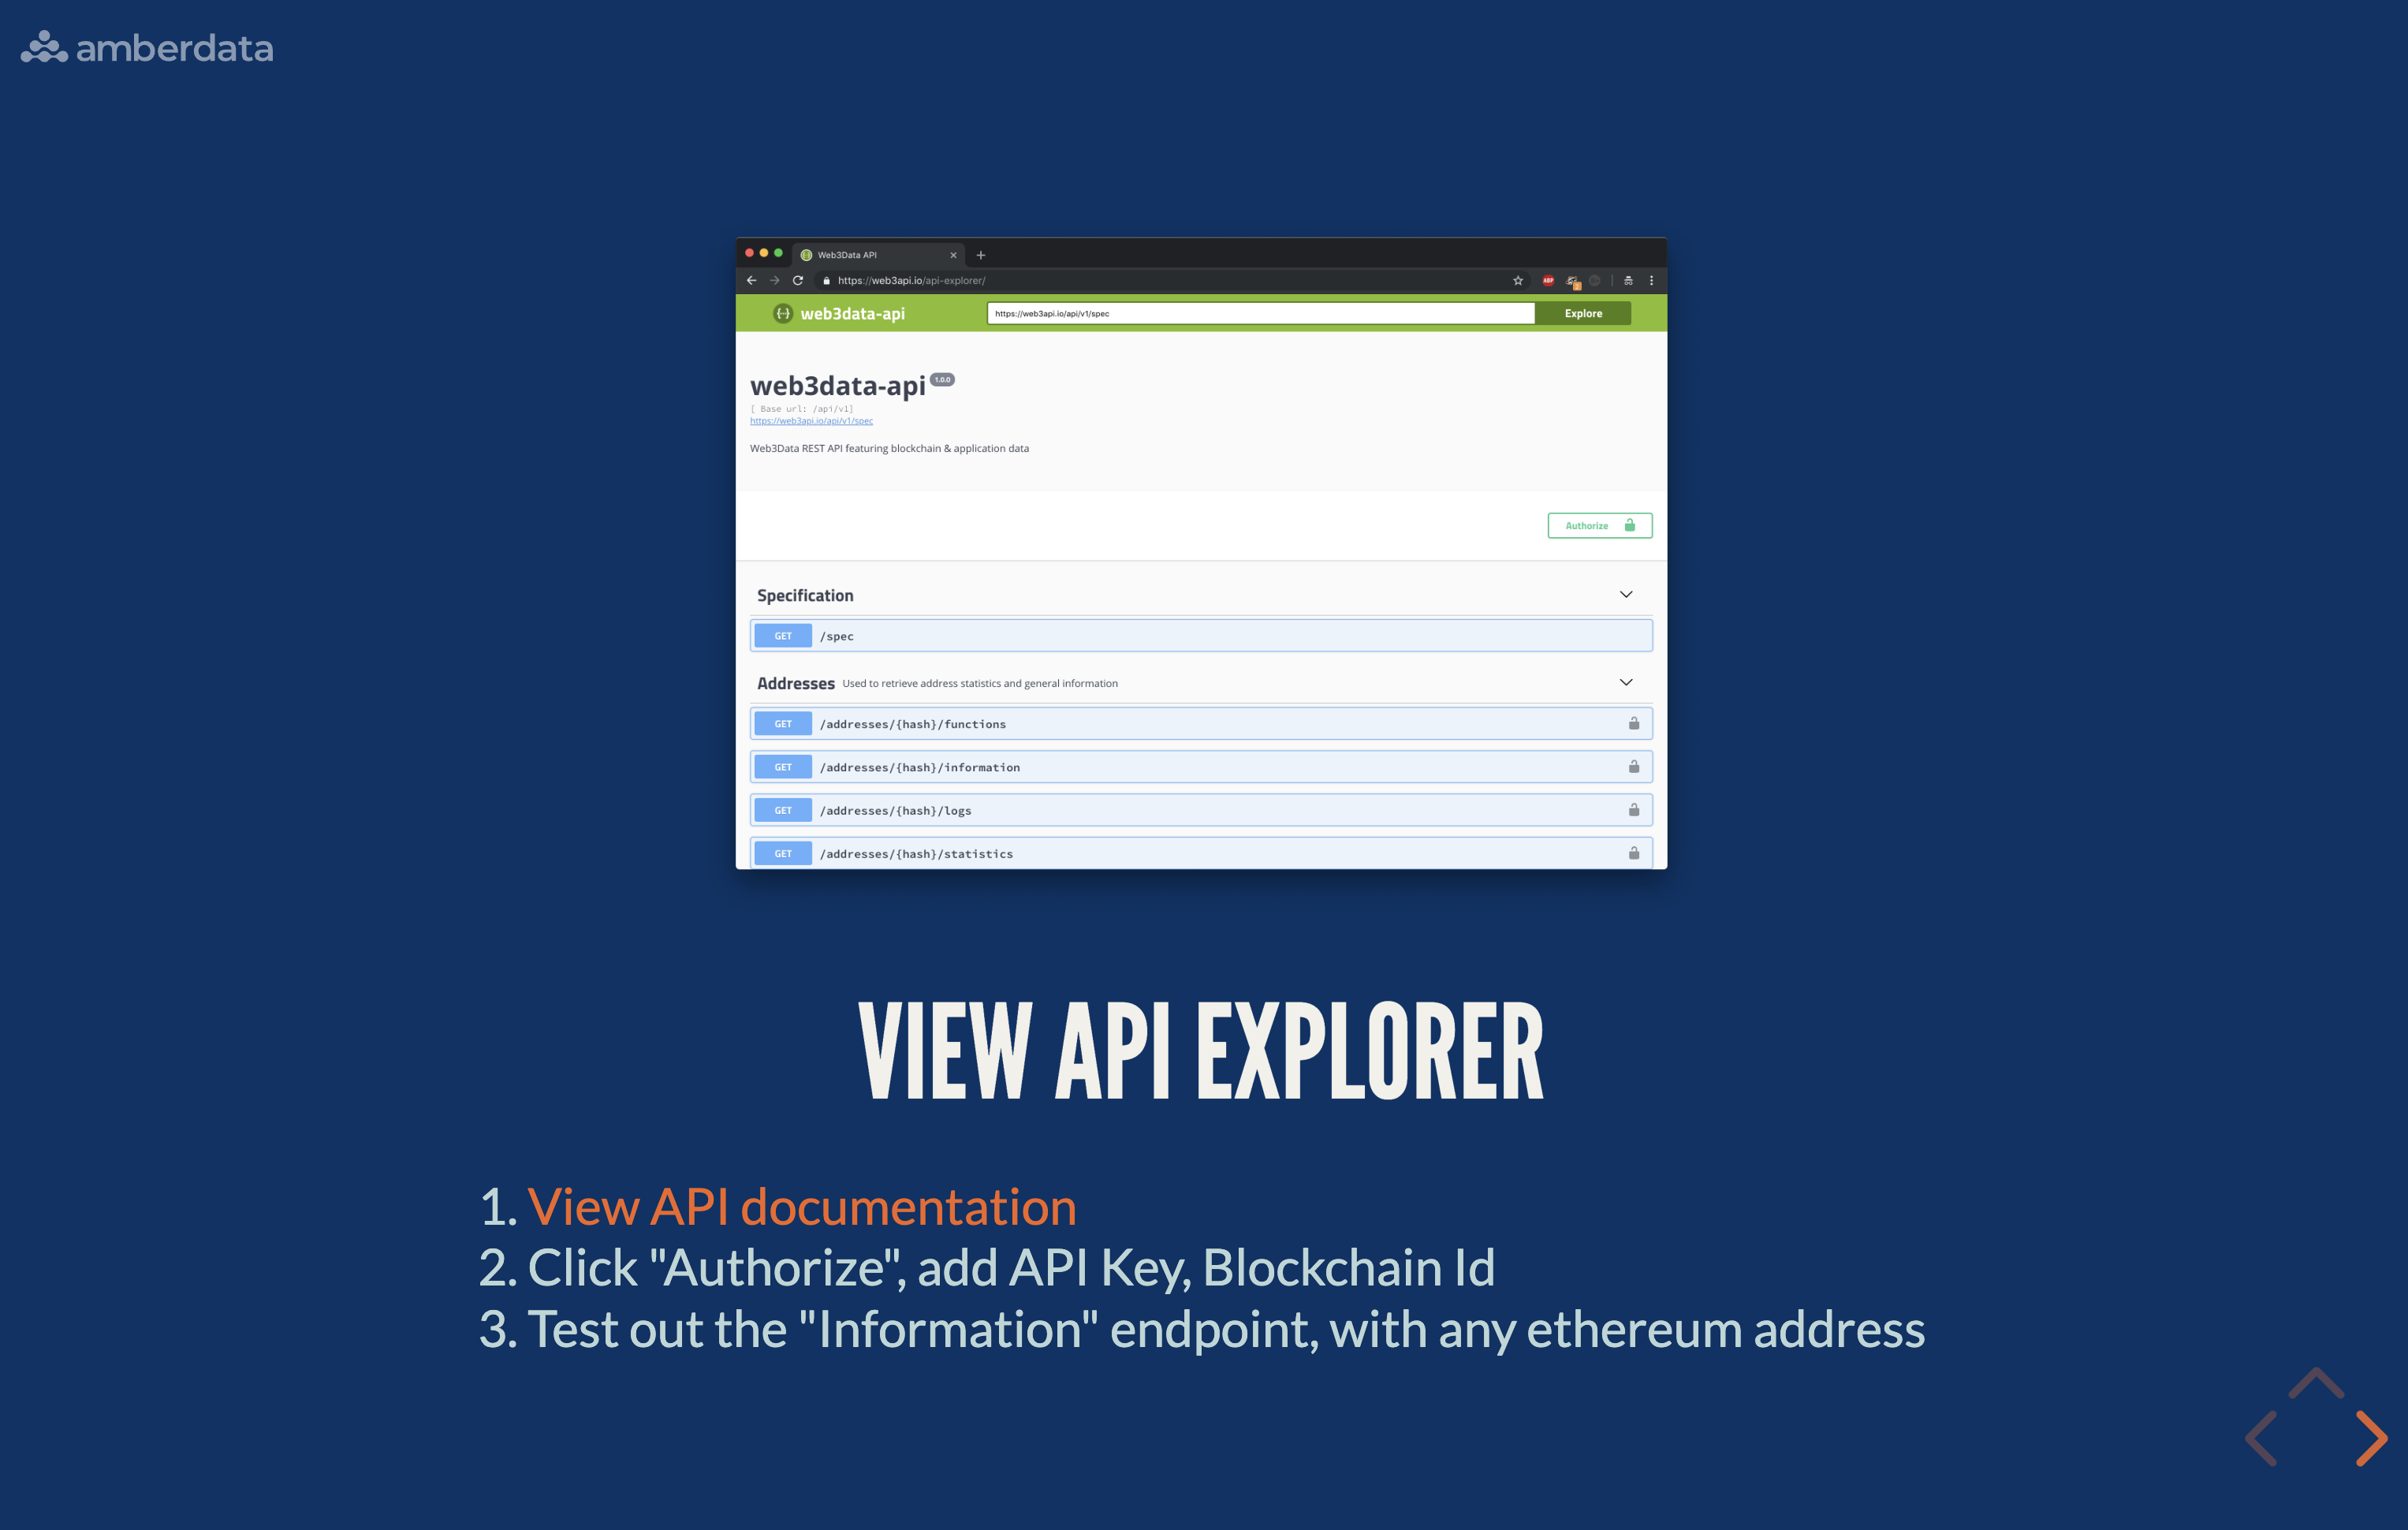 amberdata
Web3Data API
https://web3api.io/api-explorer/
ABP
web3data-api
https://web3api.io/api/v1/spec
Explore
web3data-api 1.0.0
[ Base url: /api/v1]
https://web3api.io/api/v1/spec
Web3Data REST API featuring blockchain & application data
Authorize
Specification
GET /spec
Addresses Used to retrieve address statistics and general information
GET /addresses/{hash}/functions
GET /addresses/{hash}/information
GET /addresses/{hash}/logs
GET /addresses/{hash}/statistics
VIEW API EXPLORER
1. View API documentation
2. Click "Authorize", add API Key, Blockchain Id
3. Test out the "Information" endpoint, with any ethereum address